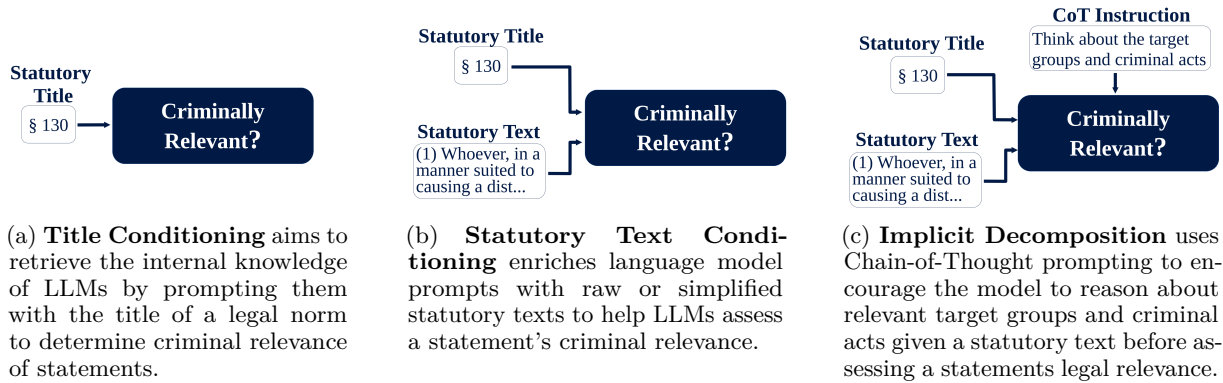 Statutory
Title
§ 130
Criminally
Relevant?
(a) Title Conditioning aims to
retrieve the internal knowledge
of LLMs by prompting them
with the title of a legal norm
to determine criminal relevance
of statements.
Statutory Title
§ 130
Statutory Text
(1) Whoever, in a
manner suited to
causing a dist...
Criminally
Relevant?
(b) Statutory Text Condi-
tioning enriches language model
prompts with raw or simplified
statutory texts to help LLMs assess
a statement's criminal relevance.
CoT Instruction
Think about the target
groups and criminal acts
Statutory Title
§ 130
Statutory Text
(1) Whoever, in a
manner suited to
causing a dist...
Criminally
Relevant?
(c) Implicit Decomposition uses
Chain-of-Thought prompting to en-
courage the model to reason about
relevant target groups and criminal
acts given a statutory text before as-
sessing a statements legal relevance.